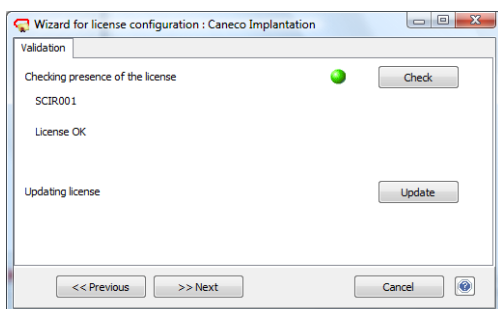 Wizard for license configuration : Caneco Implantation
Validation
Checking presence of the license
Check
SCIR001
License OK
Updating license
Update
<< Previous
>> Next
Cancel